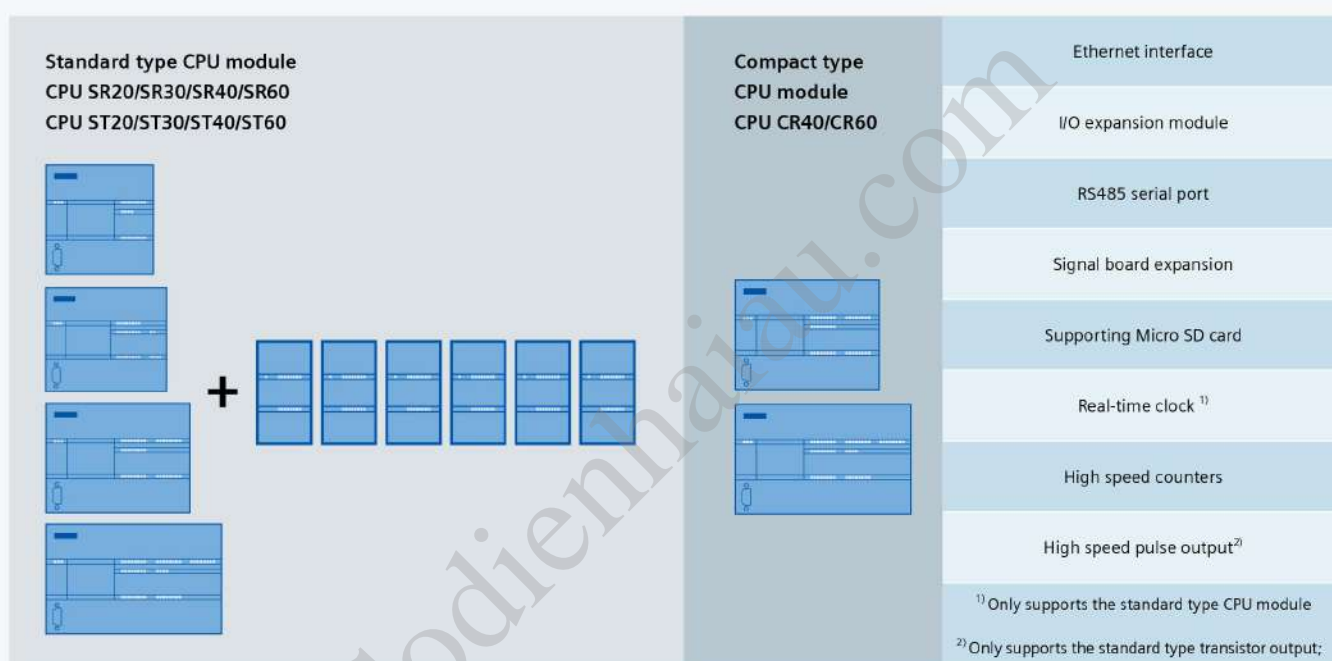 Standard type CPU module
CPU SR20/SR30/SR40/SR60
CPU ST20/ST30/ST40/ST60
+
Compact type
CPU module
CPU CR40/CR60
Ethernet interface
I/O expansion module
RS485 serial port
Signal board expansion
Supporting Micro SD card
Real-time clock 1)
High speed counters
High speed pulse output2)
1) Only supports the standard type CPU module
2) Only supports the standard type transistor output;
odienhaiau.com